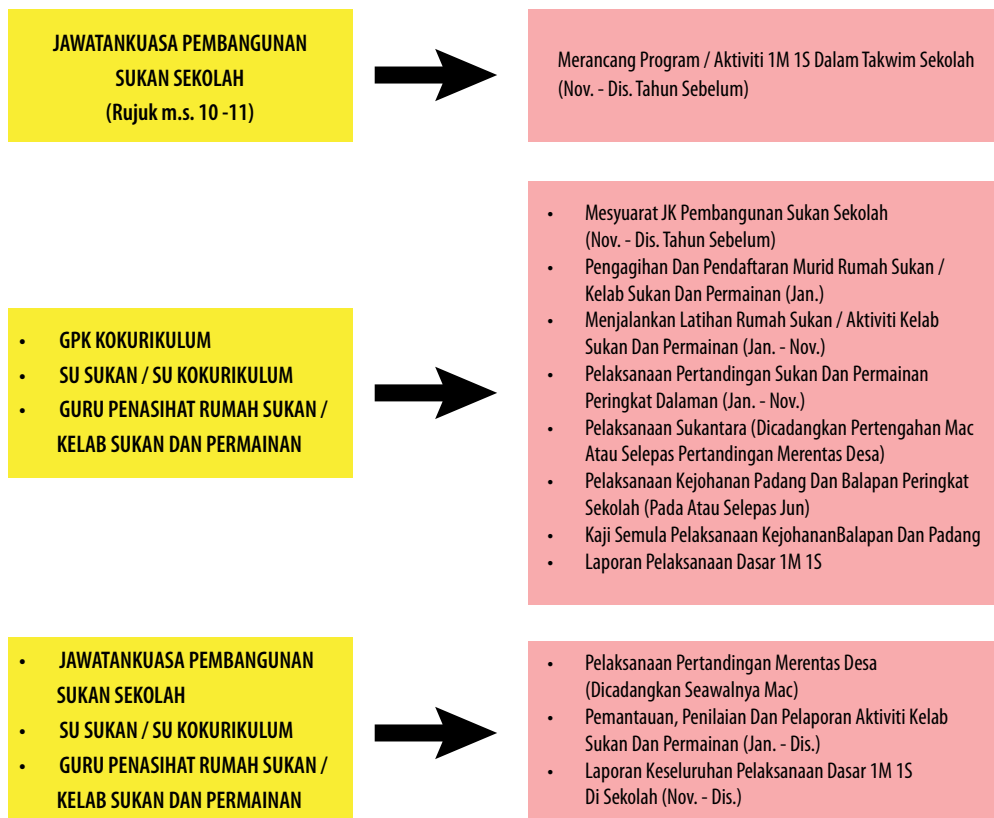 JAWATANKUASA PEMBANGUNAN
SUKAN SEKOLAH
(Rujuk m.s. 10 -11)
Merancang Program / Aktiviti 1M 1S Dalam Takwim Sekolah
(Nov. - Dis. Tahun Sebelum)
• GPK KOKURIKULUM
• SU SUKAN / SU KOKURIKULUM
• GURU PENASIHAT RUMAH SUKAN /
KELAB SUKAN DAN PERMAINAN
• Mesyuarat JK Pembangunan Sukan Sekolah
(Nov. - Dis. Tahun Sebelum)
• Pengagihan Dan Pendaftaran Murid Rumah Sukan /
Kelab Sukan Dan Permainan (Jan.)
• Menjalankan Latihan Rumah Sukan / Aktiviti Kelab
Sukan Dan Permainan (Jan. - Nov.)
• Pelaksanaan Pertandingan Sukan Dan Permainan
Peringkat Dalaman (Jan. - Nov.)
• Pelaksanaan Sukantara (Dicadangkan Pertengahan Mac
Atau Selepas Pertandingan Merentas Desa)
• Pelaksanaan Kejohanan Padang Dan Balapan Peringkat
Sekolah (Pada Atau Selepas Jun)
• Kaji Semula Pelaksanaan KejohananBalapan Dan Padang
• Laporan Pelaksanaan Dasar 1M 1S
• JAWATANKUASA PEMBANGUNAN
SUKAN SEKOLAH
• SU SUKAN / SU KOKURIKULUM
• GURU PENASIHAT RUMAH SUKAN /
KELAB SUKAN DAN PERMAINAN
• Pelaksanaan Pertandingan Merentas Desa
(Dicadangkan Seawalnya Mac)
• Pemantauan, Penilaian Dan Pelaporan Aktiviti Kelab
Sukan Dan Permainan (Jan. - Dis.)
• Laporan Keseluruhan Pelaksanaan Dasar 1M 1S
Di Sekolah (Nov. - Dis.)